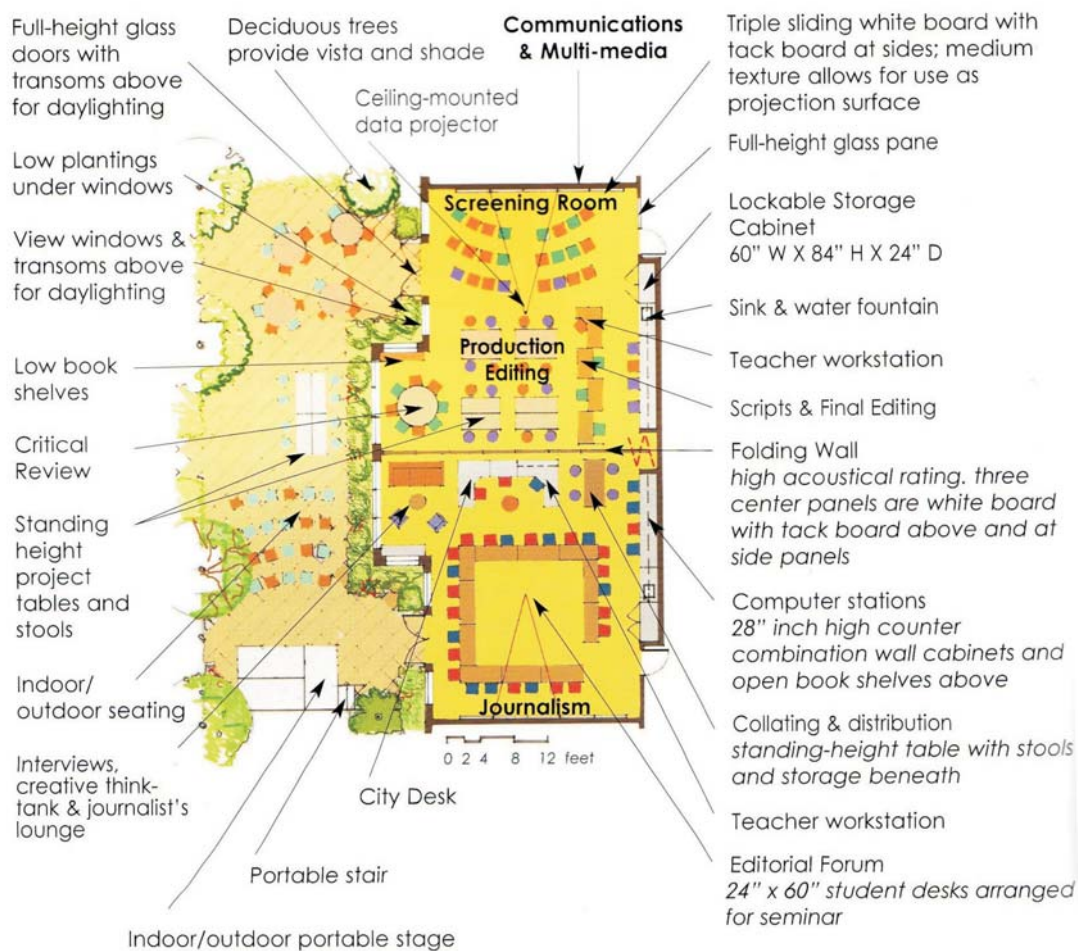 Full-height glass
doors with
transoms above
for daylighting
Deciduous trees
provide vista and shade
Communications
& Multi-media
Triple sliding white board with
tack board at sides; medium
texture allows for use as
projection surface
Ceiling-mounted
data projector
Full-height glass pane
Low plantings
under windows
Screening Room
Lockable Storage
Cabinet
60" W X 84" H X 24" D
View windows &
transoms above
for daylighting
Sink & water fountain
Production
Editing
Teacher workstation
Low book
shelves
Scripts & Final Editing
Critical
Review
Folding Wall
high acoustical rating. three
center panels are white board
with tack board above and at
side panels
Standing
height
project
tables and
stools
Computer stations
28" inch high counter
combination wall cabinets and
open book shelves above
Indoor/
outdoor seating
Journalism
Collating & distribution
standing-height table with stools
and storage beneath
0 2 4 8 12 feet
Interviews,
creative think-
tank & journalist's
lounge
City Desk
Teacher workstation
Portable stair
Editorial Forum
24" x 60" student desks arranged
for seminar
Indoor/outdoor portable stage